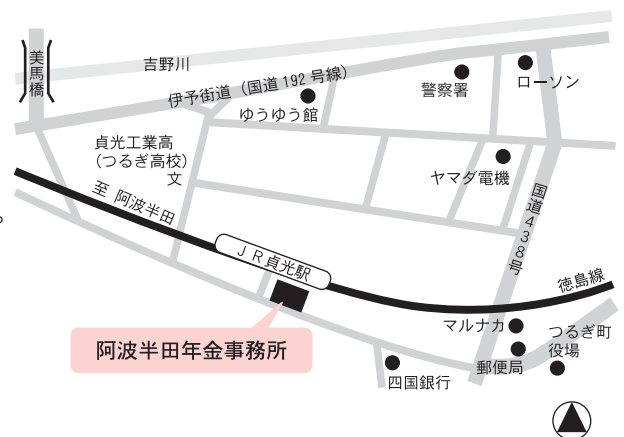 美馬橋
吉野川
伊予街道（国道192号線）
ゆうゆう館
警察署
ローソン
貞光工業高
（つるぎ高校）
文
ヤマダ電機
至 阿波半田
国道438号
JR貞光駅
徳島線
阿波半田年金事務所
マルナカ
郵便局
つるぎ町
役場
四国銀行